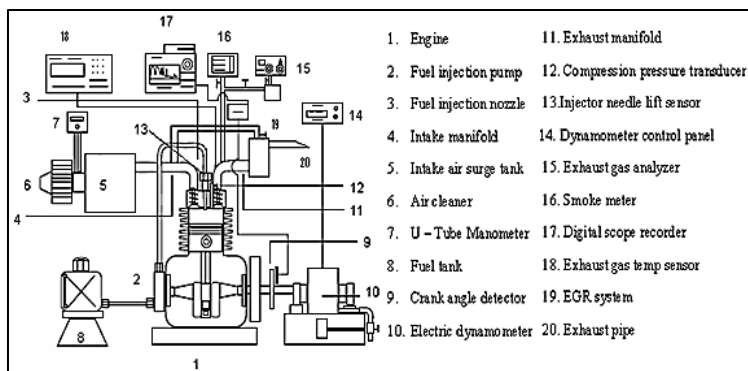 17
18
16
15
3
7
13
19
14
20
6
5
12
4
11
9
2
10
8
1
1. Engine
2. Fuel injection pump
3. Fuel injection nozzle
4. Intake manifold
5. Intake air surge tank
6. Air cleaner
7. U – Tube Manometer
8. Fuel tank
9. Crank angle detector
10. Electric dynamometer
11. Exhaust manifold
12. Compression pressure transducer
13. Injector needle lift sensor
14. Dynamometer control panel
15. Exhaust gas analyzer
16. Smoke meter
17. Digital scope recorder
18. Exhaust gas temp sensor
19. EGR system
20. Exhaust pipe